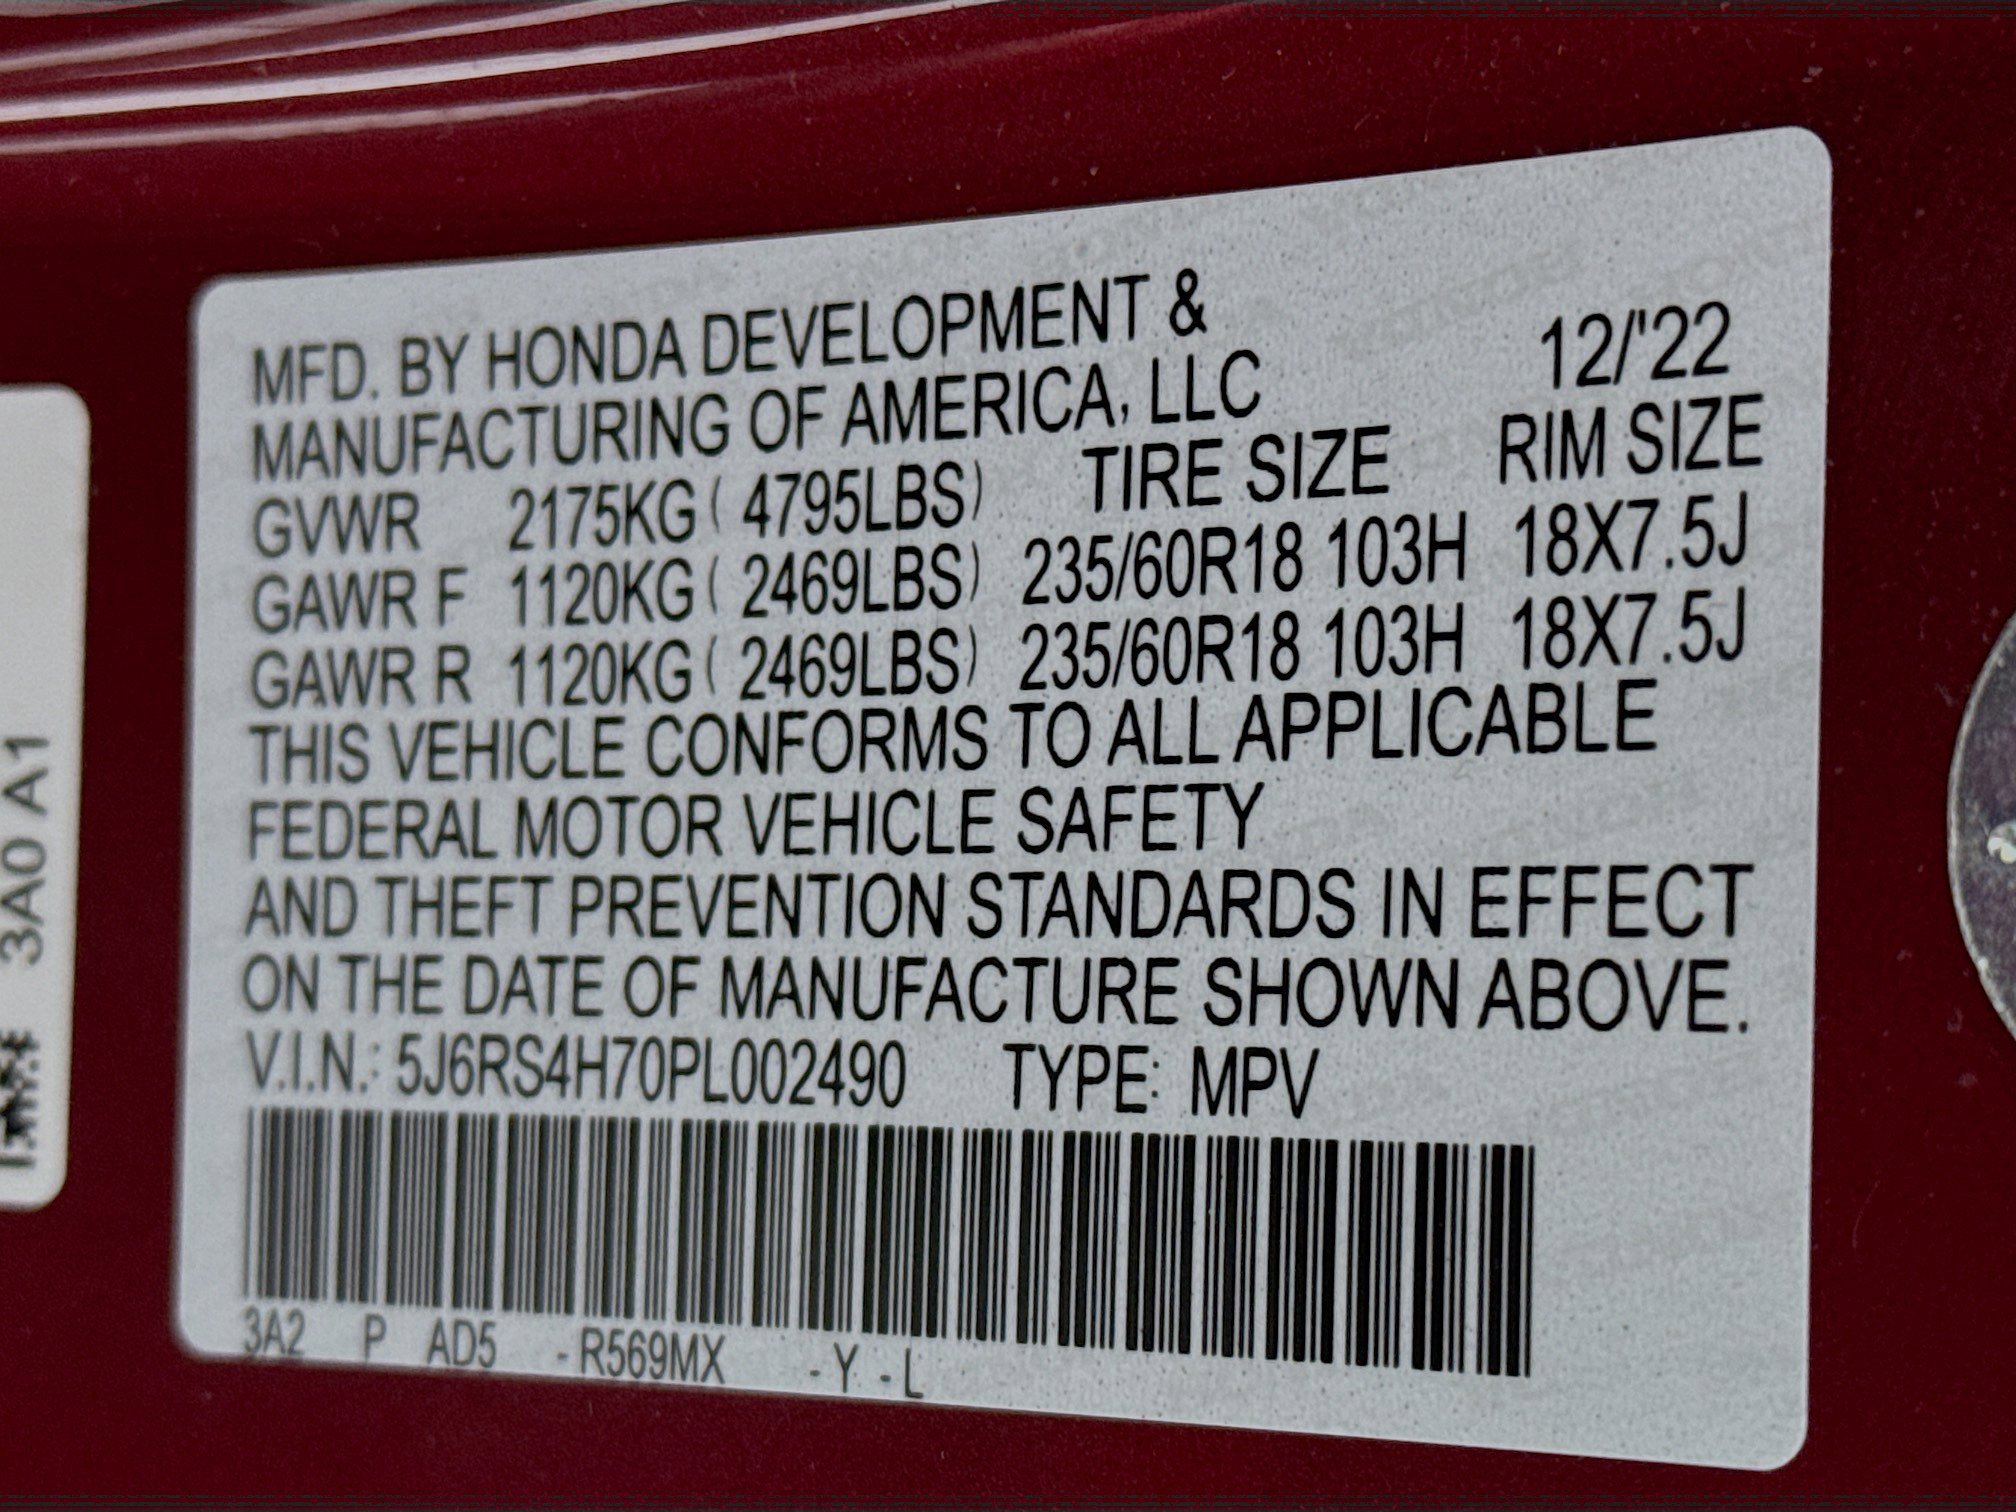 MFD. BY HONDA DEVELOPMENT &
MANUFACTURING OF AMERICA, LLC 12/'22
GVWR 2175KG ( 4795LBS) TIRE SIZE RIM SIZE
GAWR F 1120KG ( 2469LBS) 235/60R18 103H 18X7.5J
GAWR R 1120KG ( 2469LBS) 235/60R18 103H 18X7.5J
THIS VEHICLE CONFORMS TO ALL APPLICABLE
FEDERAL MOTOR VEHICLE SAFETY
AND THEFT PREVENTION STANDARDS IN EFFECT
ON THE DATE OF MANUFACTURE SHOWN ABOVE.
V.I.N.: 5J6RS4H70PL002490 TYPE: MPV
3A2 P AD5 - R569MX - Y - L
3A0 A1